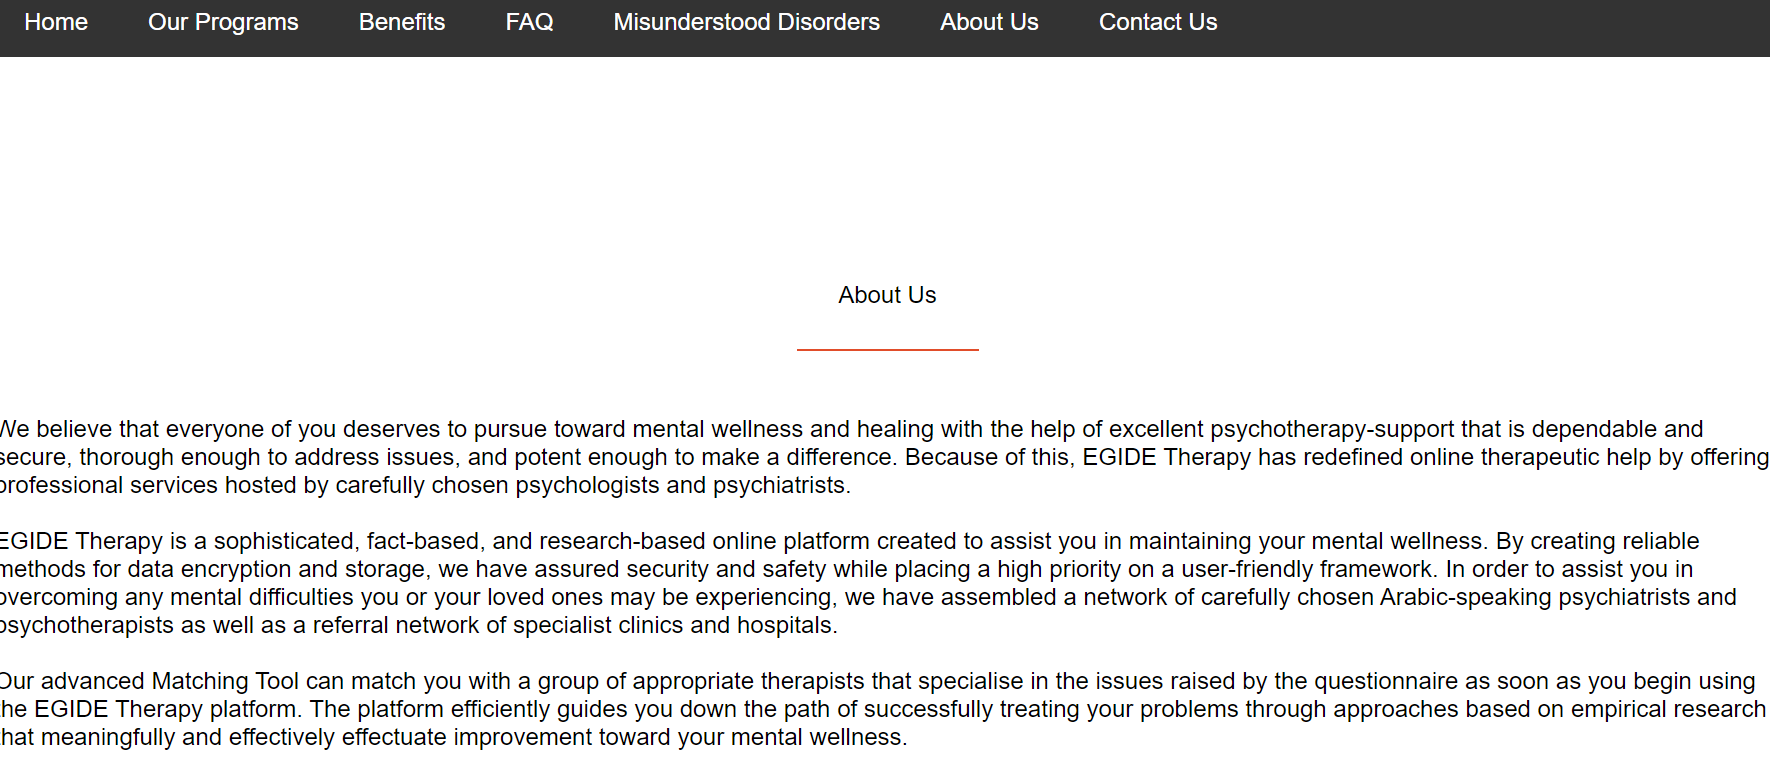 Home Our Programs Benefits FAQ Misunderstood Disorders About Us Contact Us
About Us
We believe that everyone of you deserves to pursue toward mental wellness and healing with the help of excellent psychotherapy-support that is dependable and
secure, thorough enough to address issues, and potent enough to make a difference. Because of this, EGIDE Therapy has redefined online therapeutic help by offering
professional services hosted by carefully chosen psychologists and psychiatrists.
EGIDE Therapy is a sophisticated, fact-based, and research-based online platform created to assist you in maintaining your mental wellness. By creating reliable
methods for data encryption and storage, we have assured security and safety while placing a high priority on a user-friendly framework. In order to assist you in
overcoming any mental difficulties you or your loved ones may be experiencing, we have assembled a network of carefully chosen Arabic-speaking psychiatrists and
psychotherapists as well as a referral network of specialist clinics and hospitals.
Our advanced Matching Tool can match you with a group of appropriate therapists that specialise in the issues raised by the questionnaire as soon as you begin using
the EGIDE Therapy platform. The platform efficiently guides you down the path of successfully treating your problems through approaches based on empirical research
that meaningfully and effectively effectuate improvement toward your mental wellness.